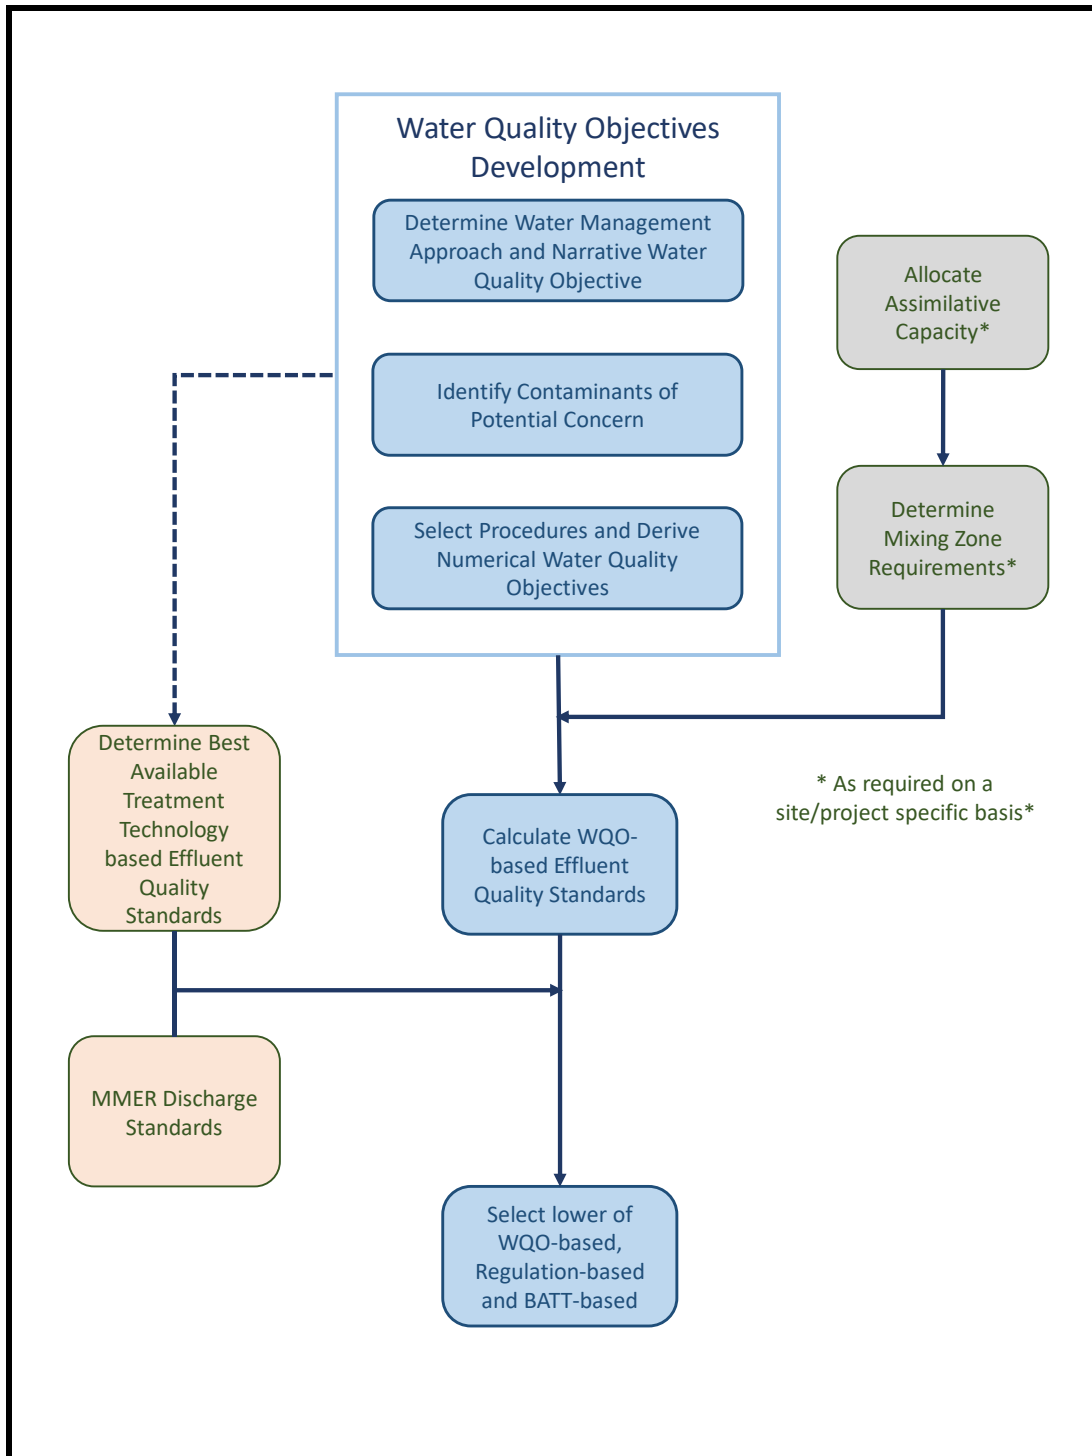 Water Quality Objectives
Development
Determine Water Management
Approach and Narrative Water
Quality Objective
Identify Contaminants of
Potential Concern
Select Procedures and Derive
Numerical Water Quality
Objectives
Allocate
Assimilative
Capacity*
Determine
Mixing Zone
Requirements*
* As required on a
site/project specific basis*
Determine Best
Available
Treatment
Technology
based Effluent
Quality
Standards
Calculate WQO-
based Effluent
Quality Standards
MMER Discharge
Standards
Select lower of
WQO-based,
Regulation-based
and BATT-based